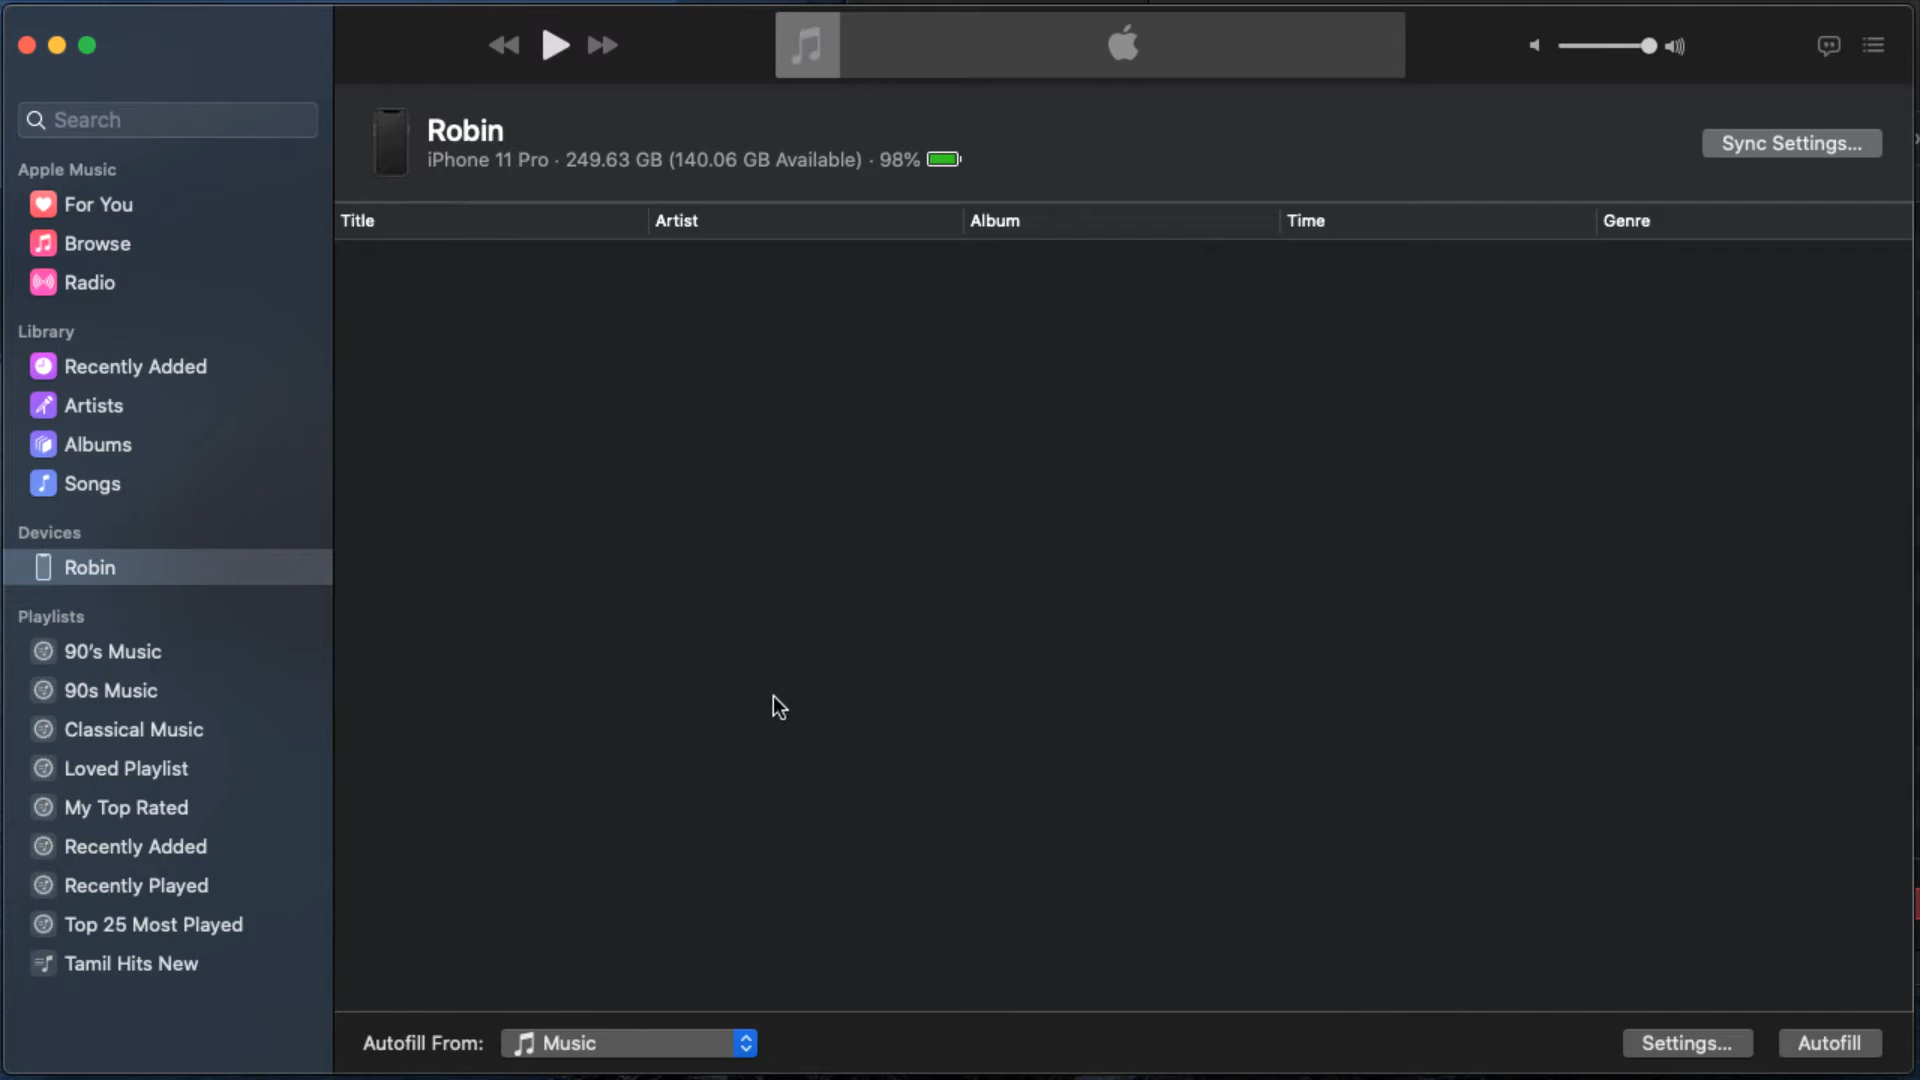 Search
Apple Music
For You
Browse
Radio
Library
Recently Added
Artists
Albums
Songs
Devices
Robin
Playlists
90's Music
90s Music
Classical Music
Loved Playlist
My Top Rated
Recently Added
Recently Played
Top 25 Most Played
Tamil Hits New
Robin
iPhone 11 Pro · 249.63 GB (140.06 GB Available) · 98%
Sync Settings...
Title Artist Album Time Genre
Autofill From: Music
Settings... Autofill